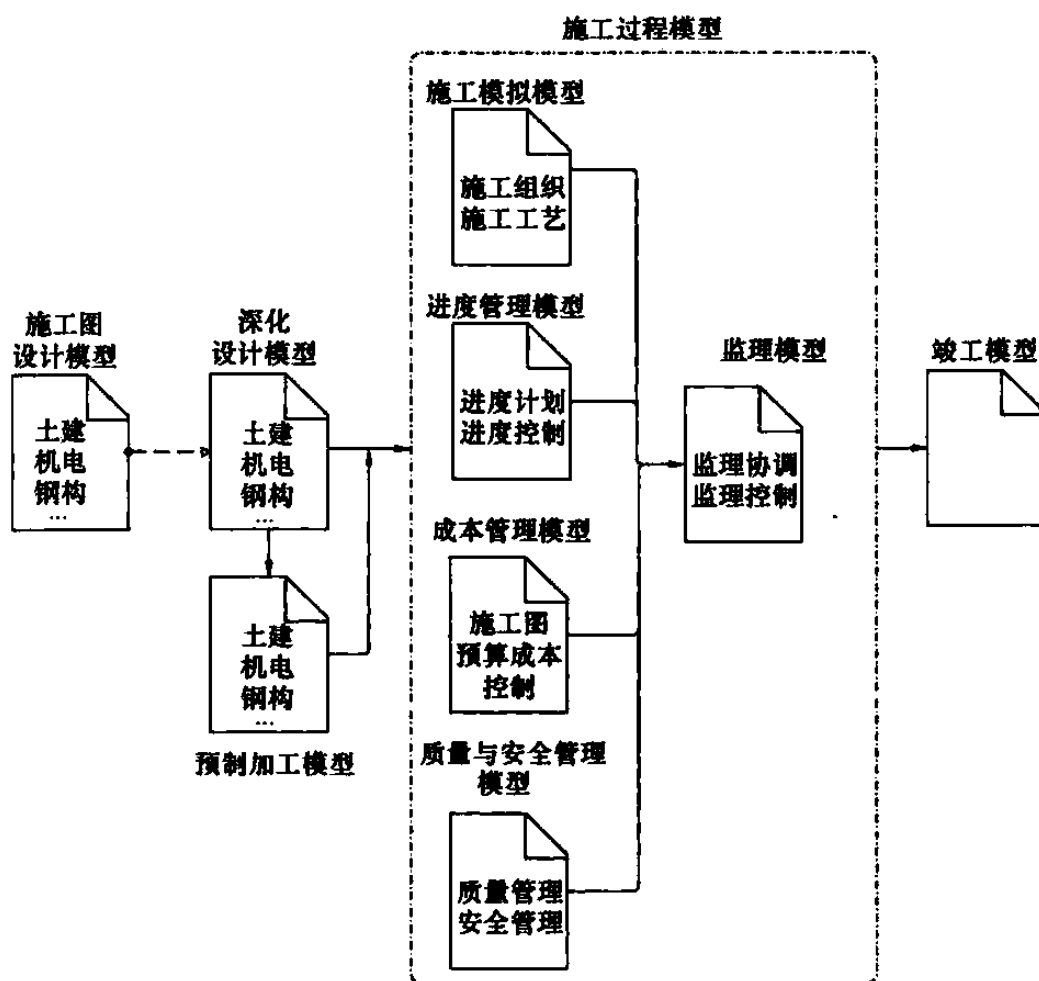 施工过程模型
施工模拟模型
施工组织
施工工艺
进度管理模型
进度计划
进度控制
成本管理模型
施工图
预算成本
控制
质量与安全管理
模型
质量管理
安全管理
施工图
设计模型
土建
机电
钢构
...
深化
设计模型
土建
机电
钢构
...
土建
机电
钢构
...
预制加工模型
监理模型
监理协调
监理控制
竣工模型